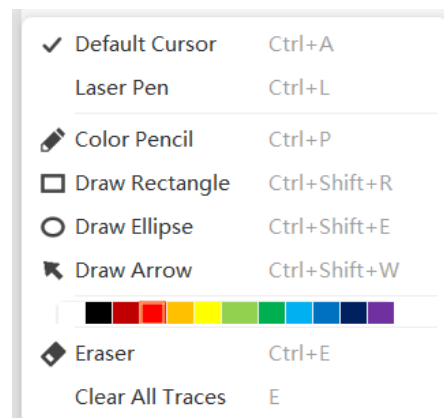 Default Cursor Ctrl+A
Laser Pen Ctrl+L
Color Pencil Ctrl+P
Draw Rectangle Ctrl+Shift+R
Draw Ellipse Ctrl+Shift+E
Draw Arrow Ctrl+Shift+W
Eraser Ctrl+E
Clear All Traces E